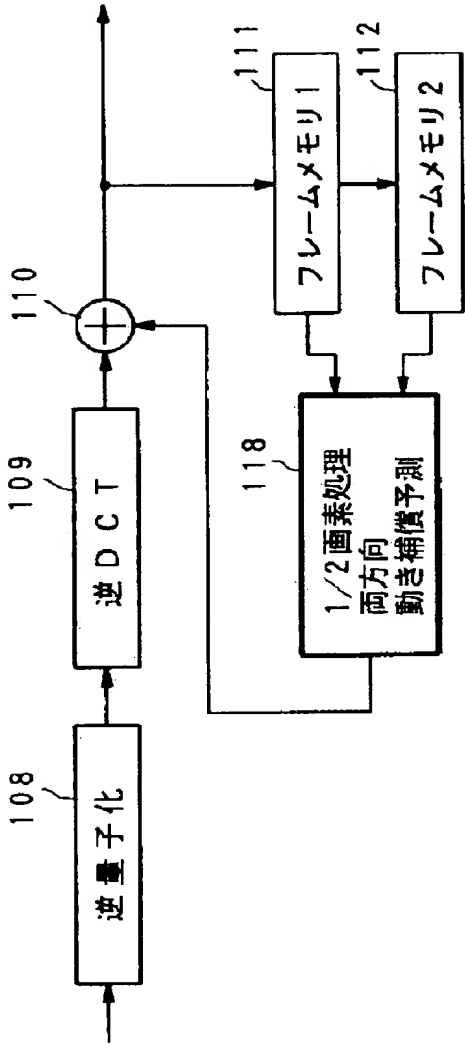 108
逆量子化
109
逆DCT
110
118
1/2画素処理
両方向
動き補償予測
111
フレームメモリ1
112
フレームメモリ2